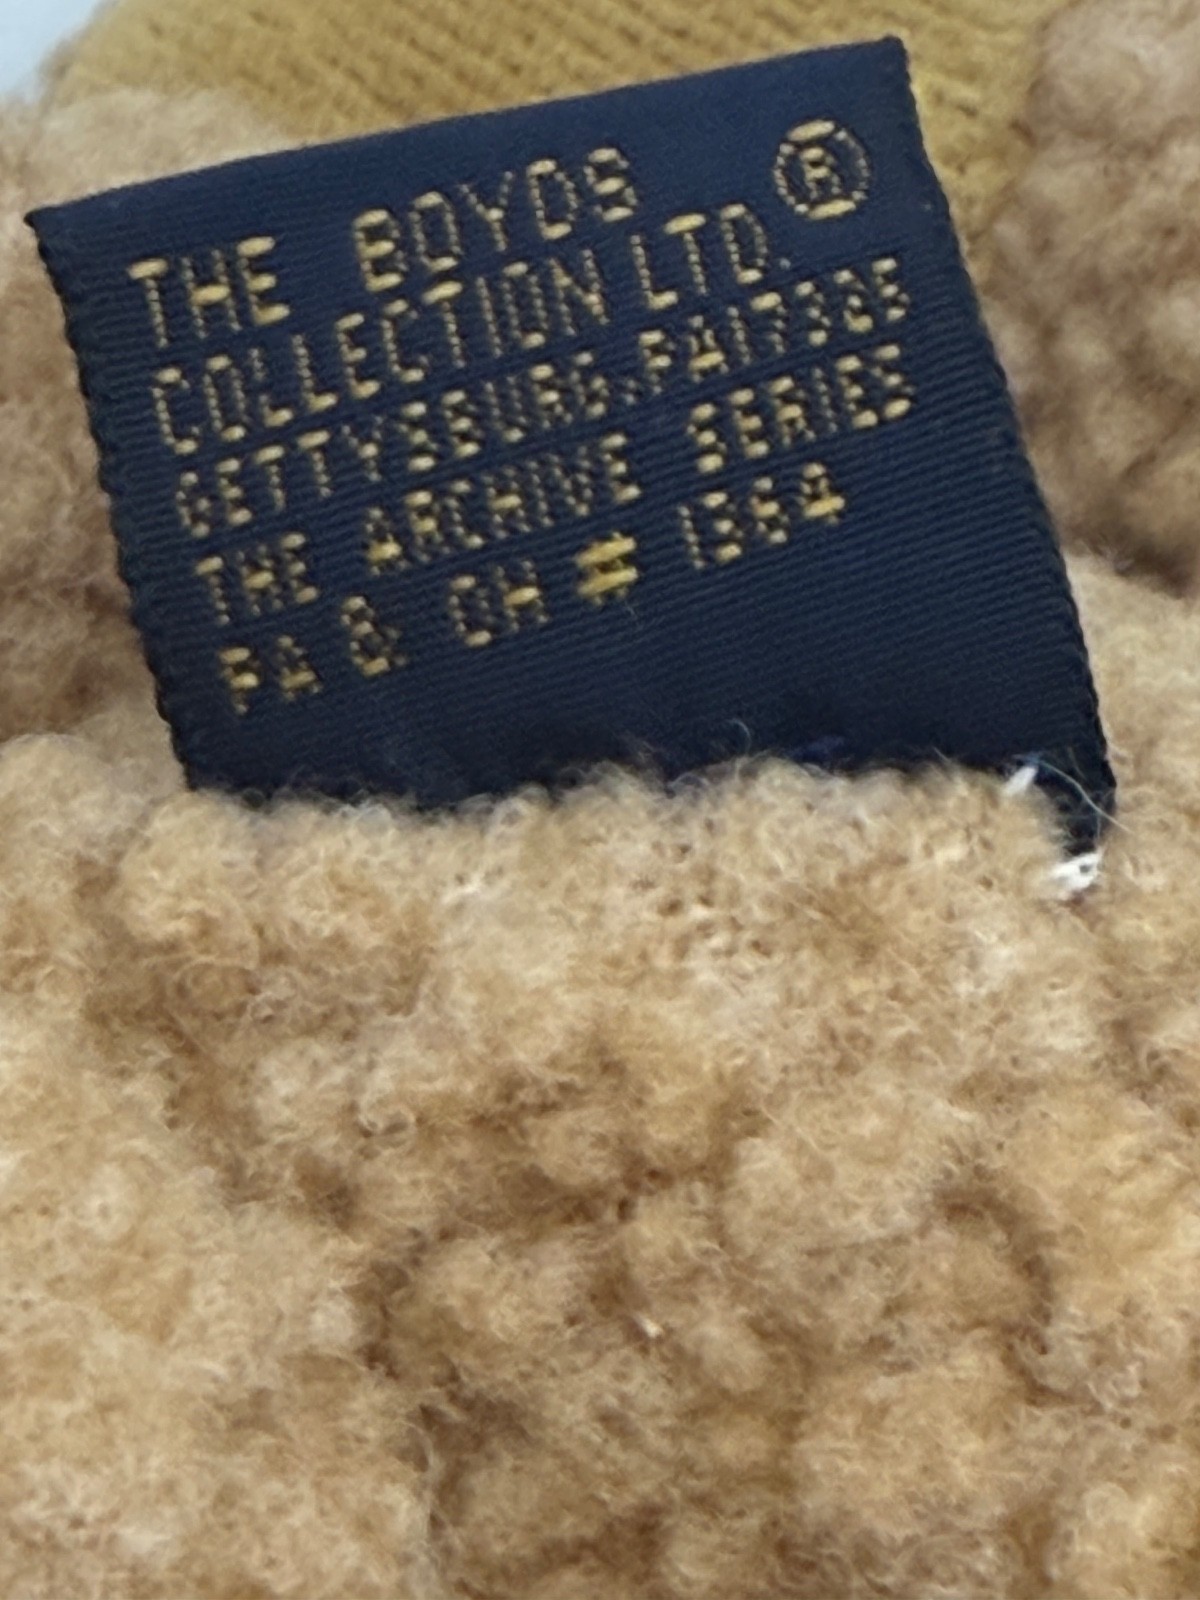 THE BOYDS ®
COLLECTION LTD.
GETTYSBURG, PA 17325
THE ARCHIVE SERIES
PA & OH # 1364